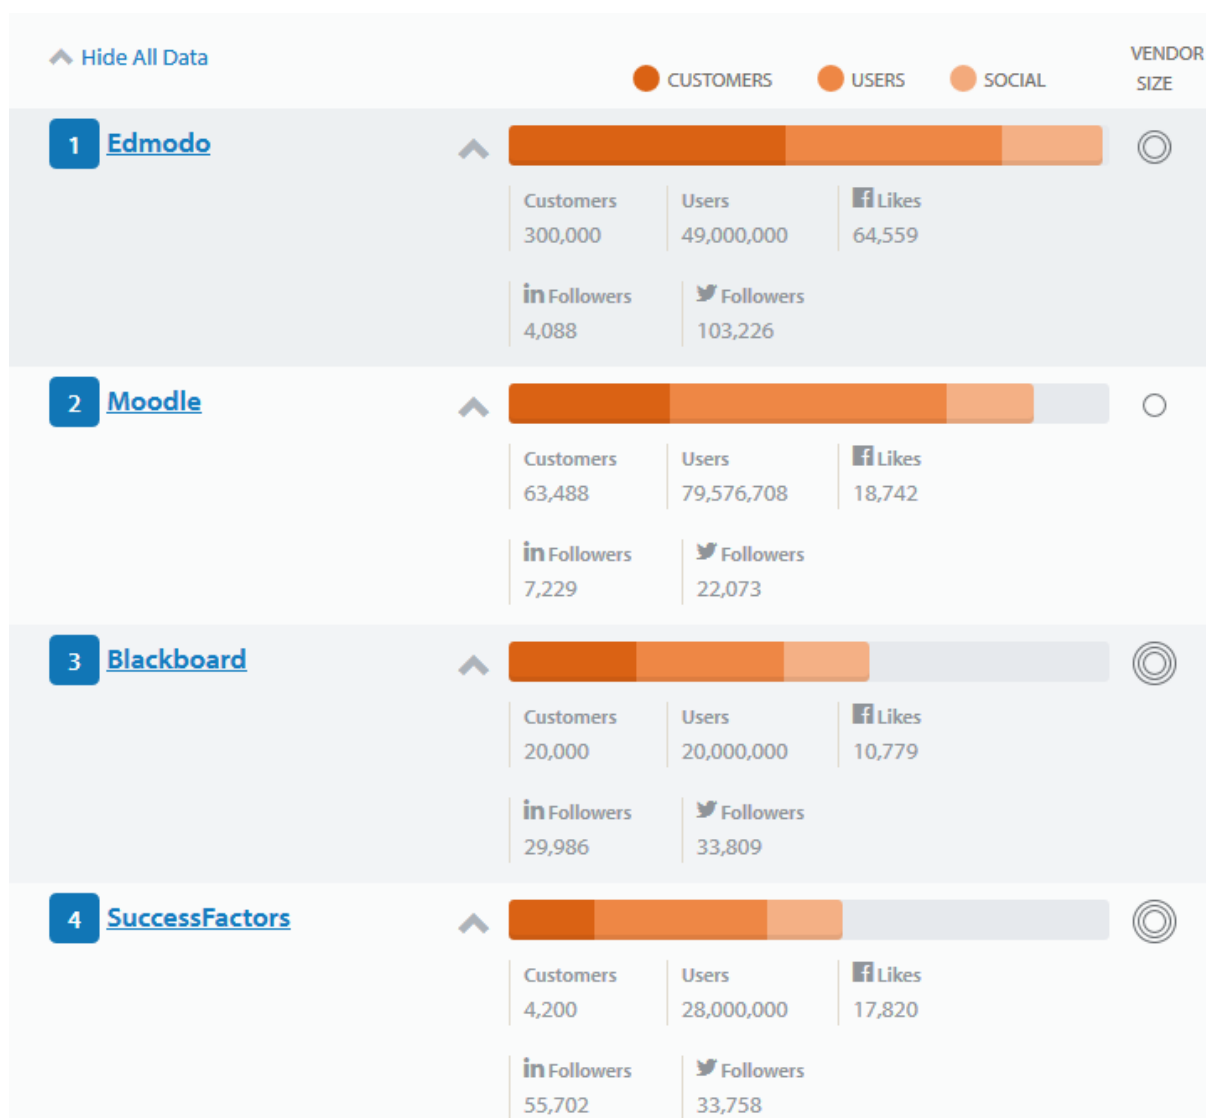 Hide All Data
CUSTOMERS USERS SOCIAL
VENDOR
SIZE
1 Edmodo
Customers Users f Likes
300,000 49,000,000 64,559
in Followers Followers
4,088 103,226
2 Moodle
Customers Users f Likes
63,488 79,576,708 18,742
in Followers Followers
7,229 22,073
3 Blackboard
Customers Users f Likes
20,000 20,000,000 10,779
in Followers Followers
29,986 33,809
4 SuccessFactors
Customers Users f Likes
4,200 28,000,000 17,820
in Followers Followers
55,702 33,758